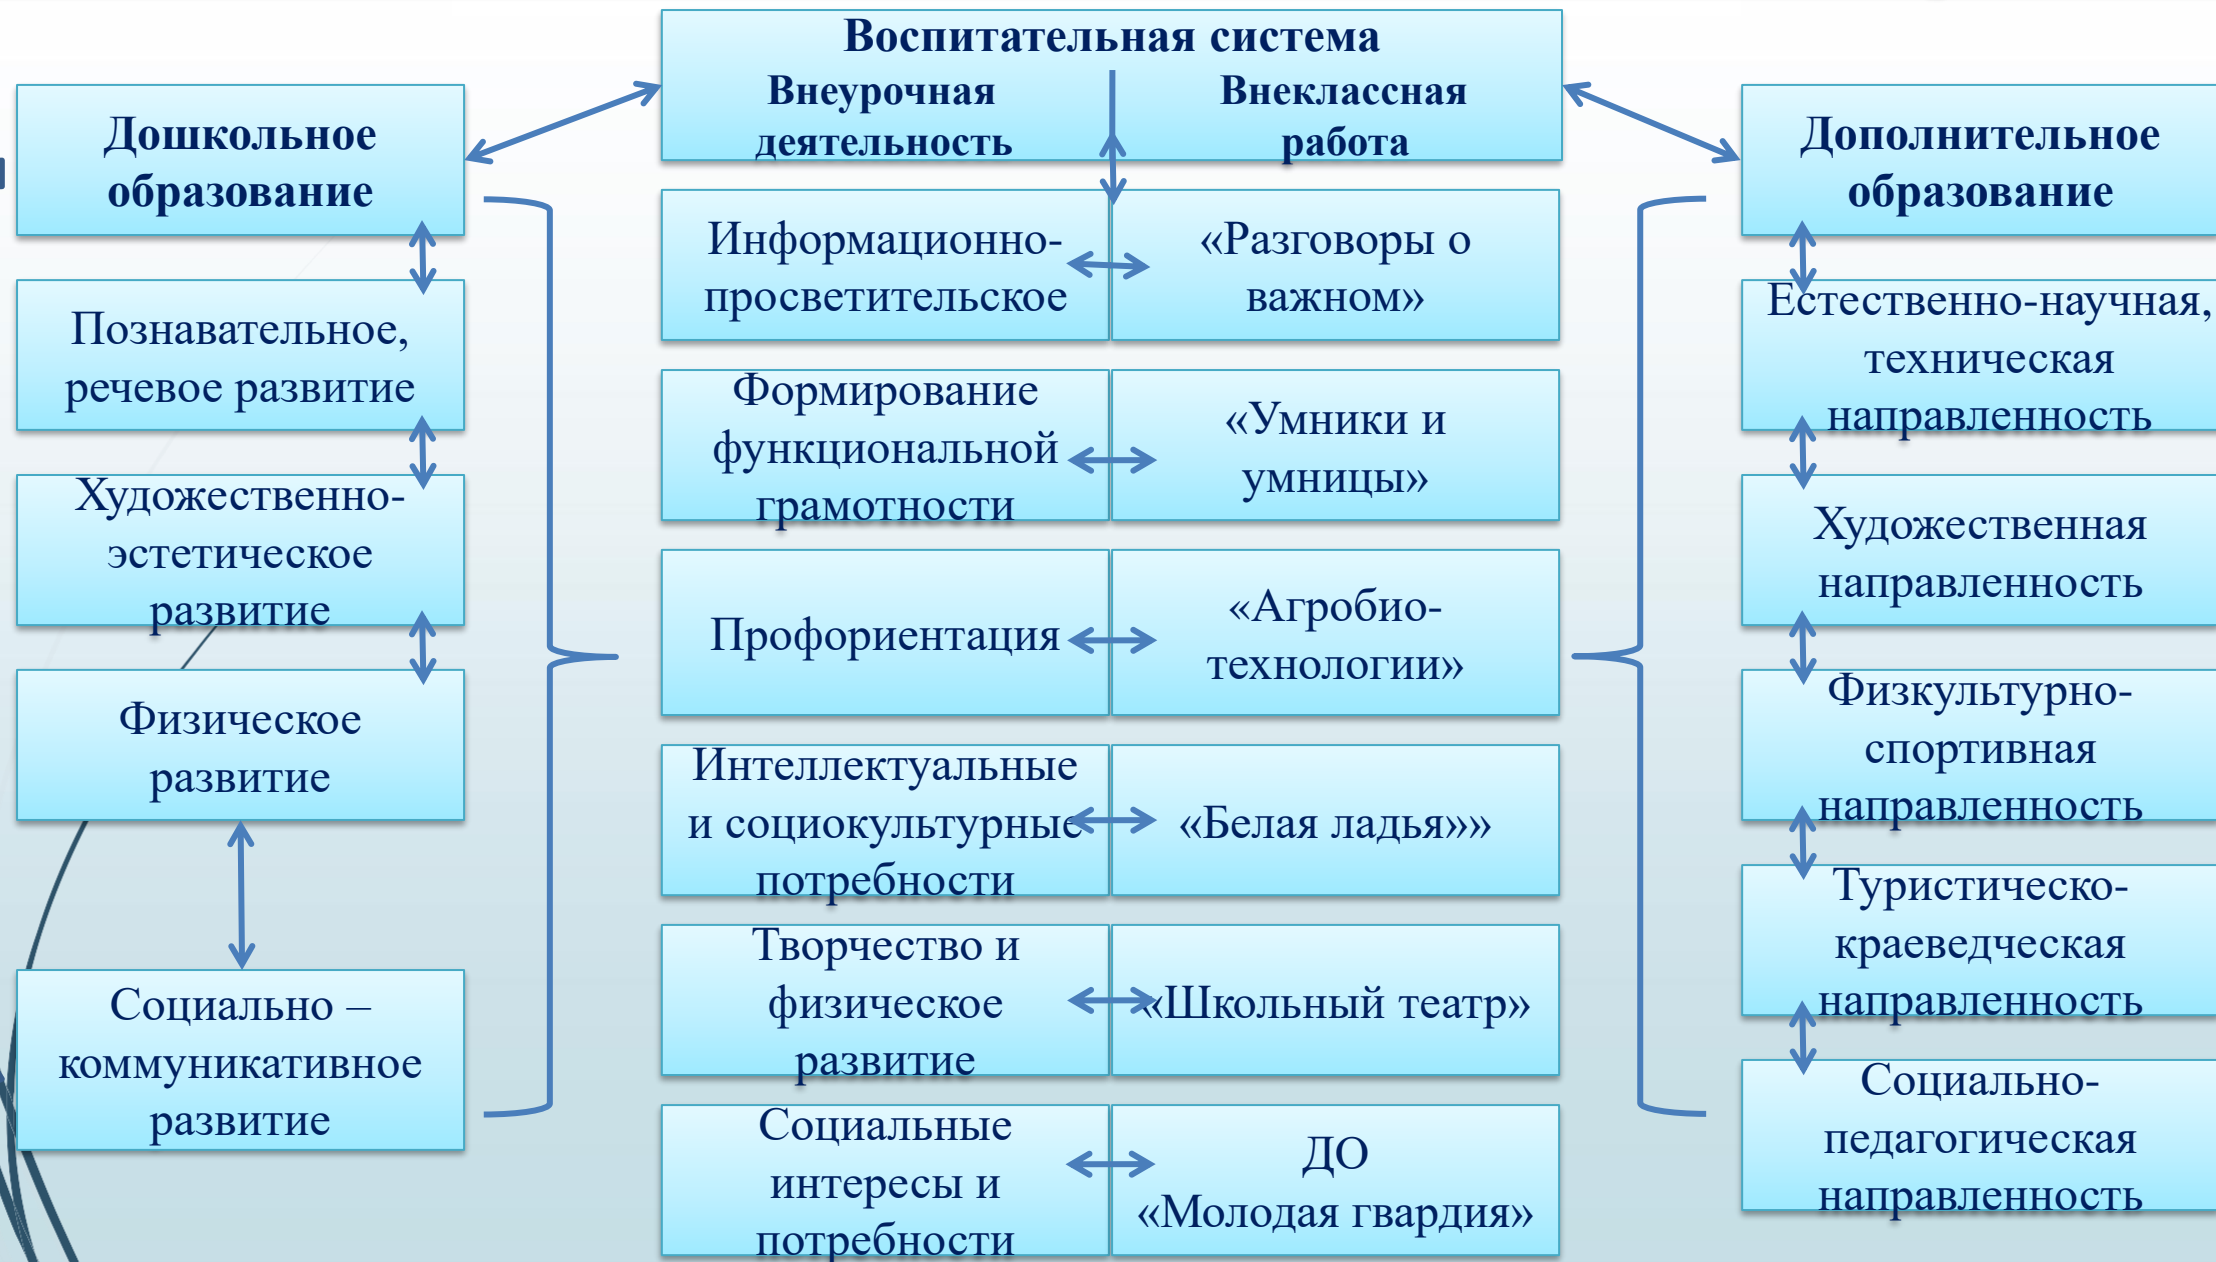 Воспитательная система
Внеурочная
деятельность
Внеклассная
работа
Дошкольное
образование
Познавательное,
речевое развитие
Художественно-
эстетическое
развитие
Физическое
развитие
Социально –
коммуникативное
развитие
Информационно-
просветительское
«Разговоры о
важном»
Формирование
функциональной
грамотности
«Умники и
умницы»
Профориентация
«Агробио-
технологии»
Интеллектуальные
и социокультурные
потребности
«Белая ладья»»
Творчество и
физическое
развитие
«Школьный театр»
Социальные
интересы и
потребности
ДО
«Молодая гвардия»
Дополнительное
образование
Естественно-научная,
техническая
направленность
Художественная
направленность
Физкультурно-
спортивная
направленность
Туристическо-
краеведческая
направленность
Социально-
педагогическая
направленность